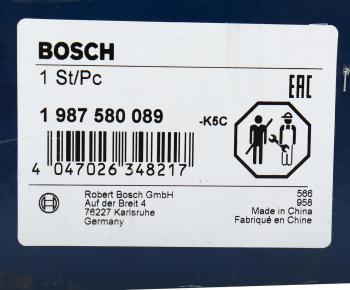 BOSCH
1 St/Pc
EAC
1 987 580 089
-K5C
4 047026 348217
Robert Bosch GmbH
Auf der Breit 4
76227 Karlsruhe
Germany
566
958
Made in China
Fabriqué en Chine